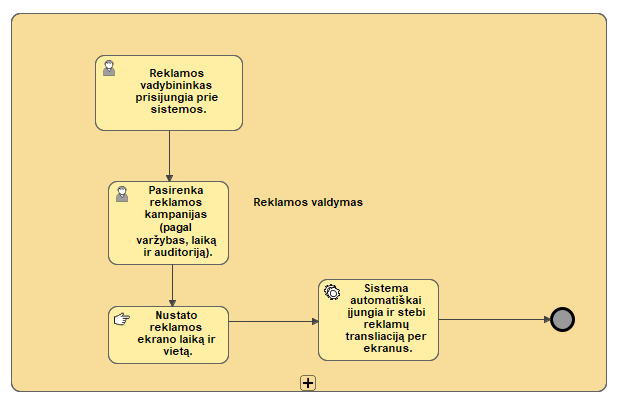 Reklamos
vadybininkas
prisijungia prie
sistemos.
Pasirenka
reklamos
kampanijas
(pagal
varžybas, laiką
ir auditoriją).
Reklamos valdymas
Nustato
reklamos
ekrano laiką ir
vietą.
Sistema
automatiškai
įjungia ir stebi
reklamų
transliaciją per
ekranus.